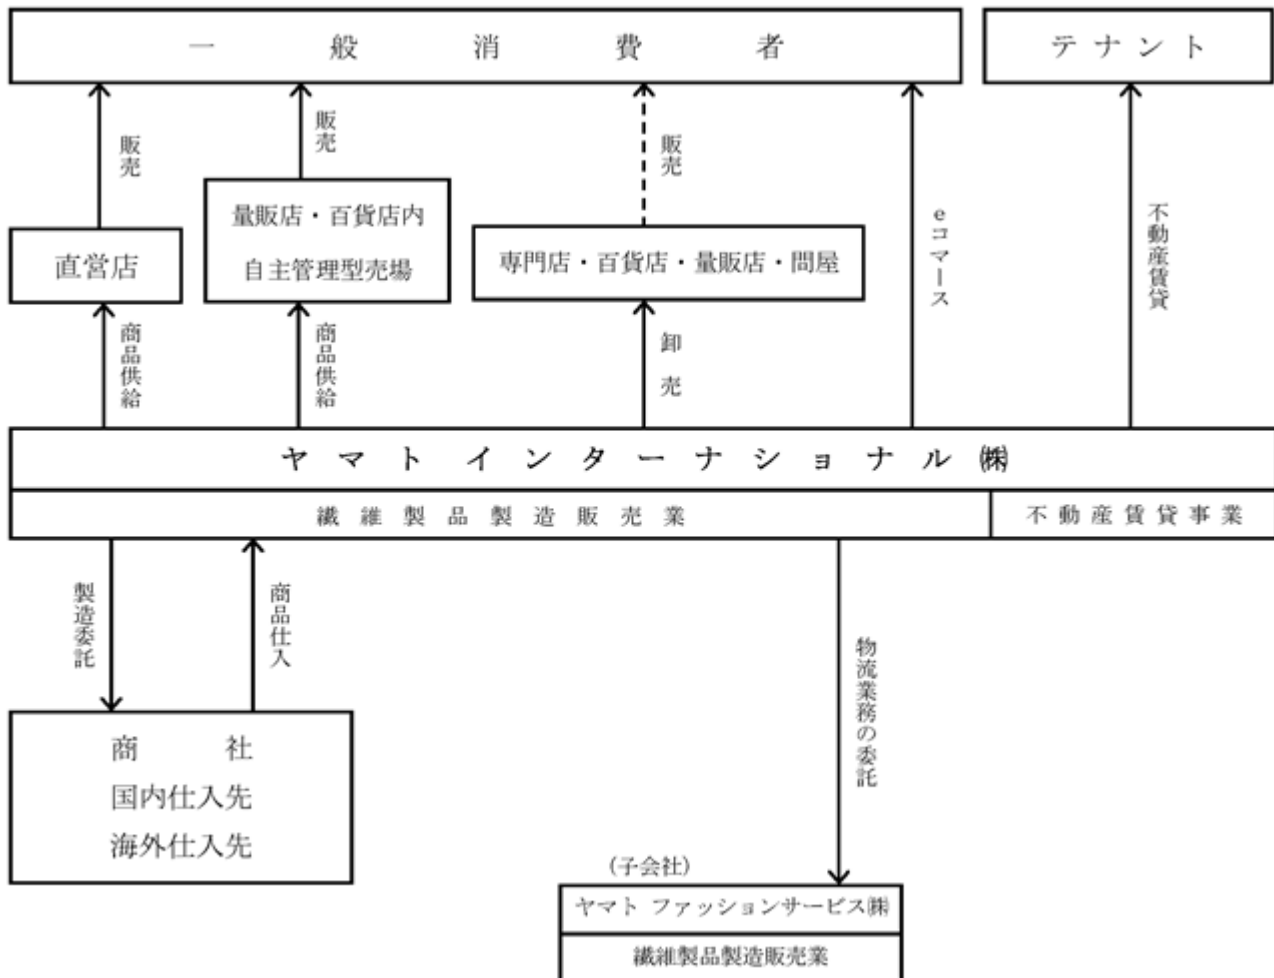 一般消費者
テナント
販売
販売
販売
eコマース
不動産賃貸
直営店
量販店・百貨店内
自主管理型売場
専門店・百貨店・量販店・問屋
商品供給
商品供給
卸売
ヤマトインターナショナル㈱
繊維製品製造販売業
不動産賃貸事業
製造委託
商品仕入
物流業務の委託
商社
国内仕入先
海外仕入先
(子会社)
ヤマト ファッションサービス㈱
繊維製品製造販売業